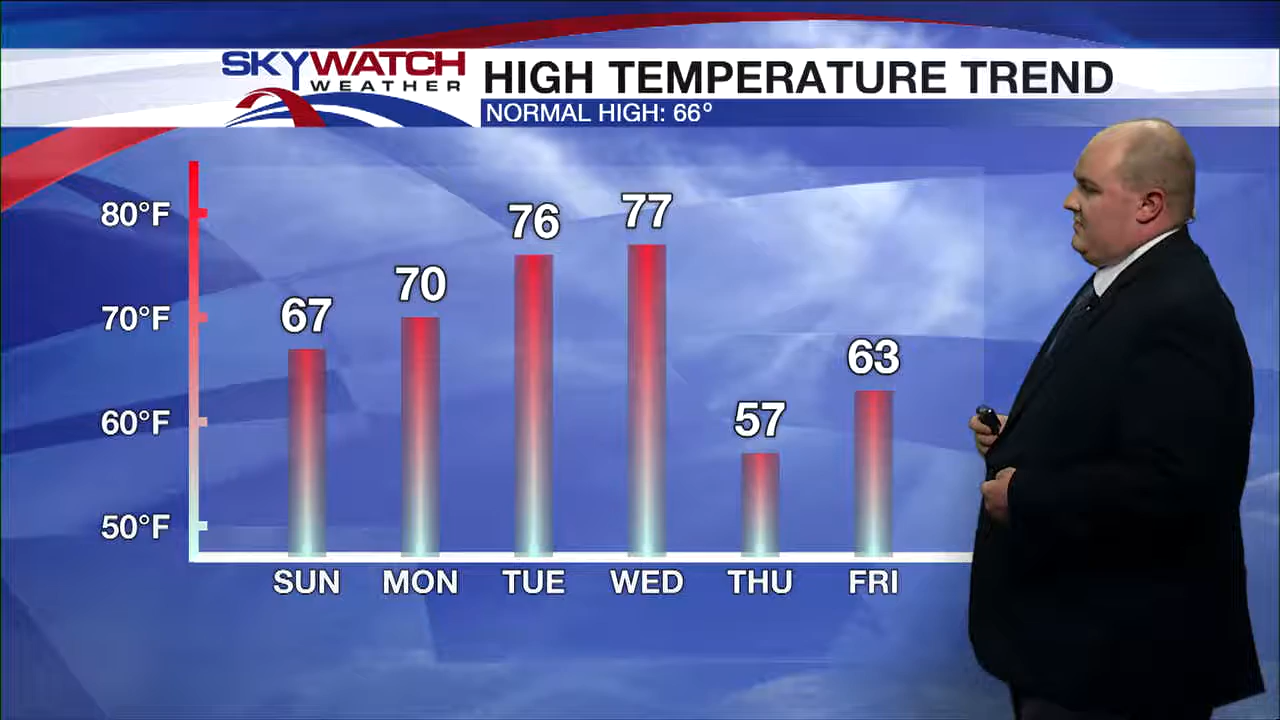 SKYWATCH
WEATHER
HIGH TEMPERATURE TREND
NORMAL HIGH: 66°
80°F
70°F
60°F
50°F
67
70
76
77
57
63
SUN MON TUE WED THU FRI